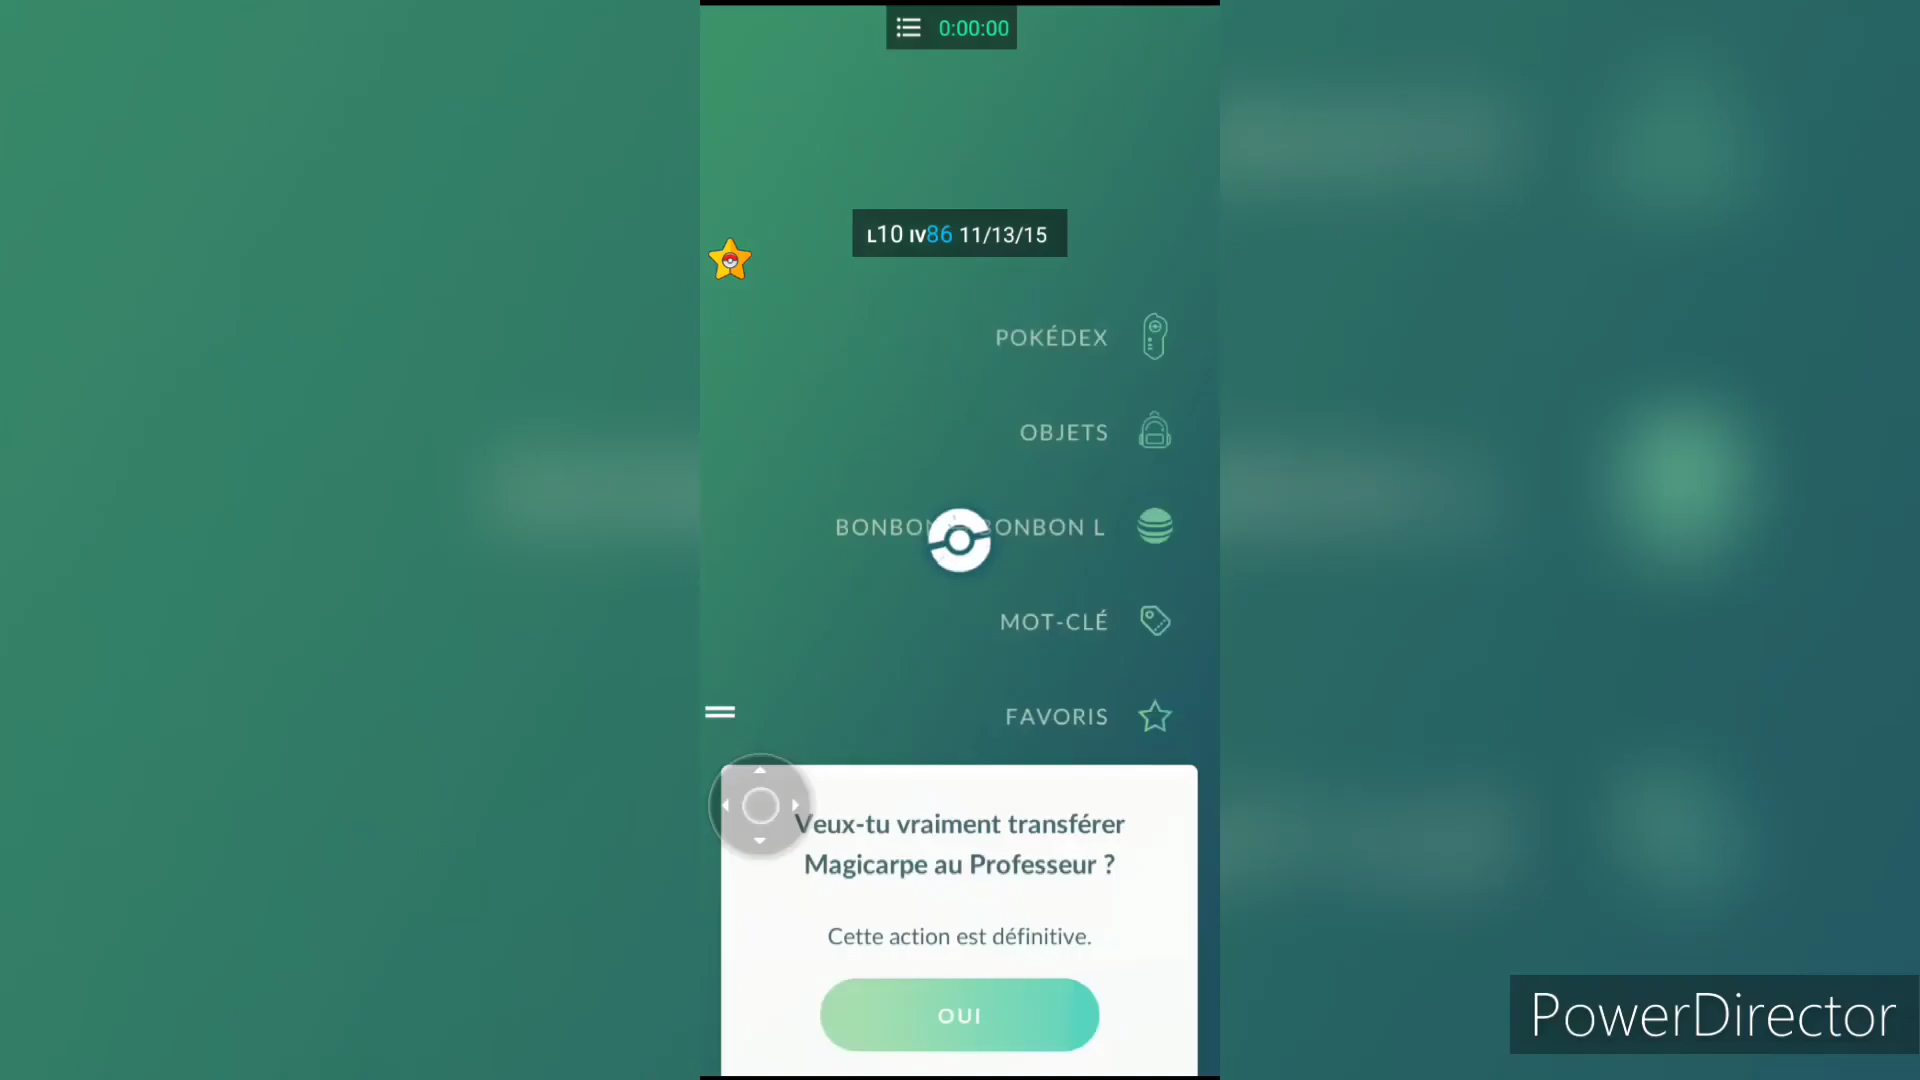 0:00:00
L10 IV86 11/13/15
POKÉDEX
OBJETS
BONBON L
MOT-CLÉ
FAVORIS
Veux-tu vraiment transférer
Magicarpe au Professeur ?
Cette action est définitive.
OUI
PowerDirector